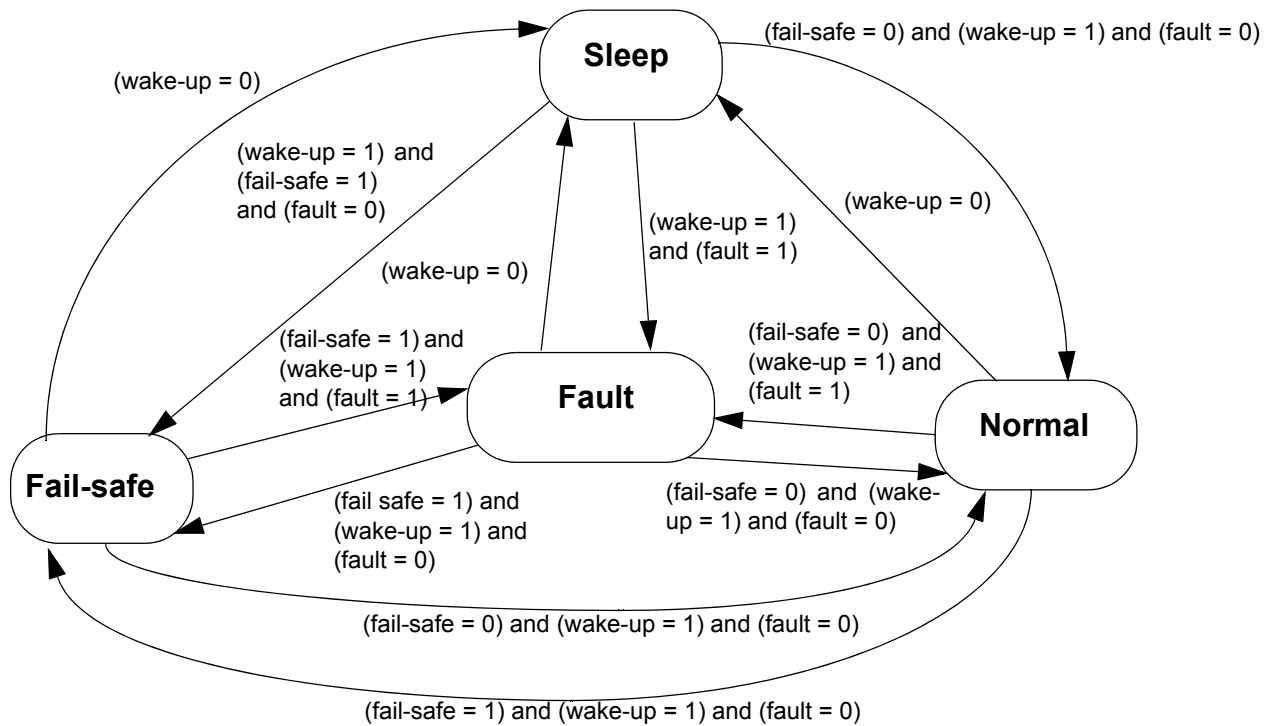 Sleep
(fail-safe = 0) and (wake-up = 1) and (fault = 0)
(wake-up = 0)
(wake-up = 1) and
(fail-safe = 1)
and (fault = 0)
(wake-up = 1)
and (fault = 1)
(wake-up = 0)
(wake-up = 0)
(fail-safe = 1) and
(wake-up = 1)
and (fault = 1)
(fail-safe = 0) and
(wake-up = 1) and
(fault = 1)
Fault
Normal
Fail-safe
(fail safe = 1) and
(wake-up = 1) and
(fault = 0)
(fail-safe = 0) and (wake-
up = 1) and (fault = 0)
(fail-safe = 0) and (wake-up = 1) and (fault = 0)
(fail-safe = 1) and (wake-up = 1) and (fault = 0)